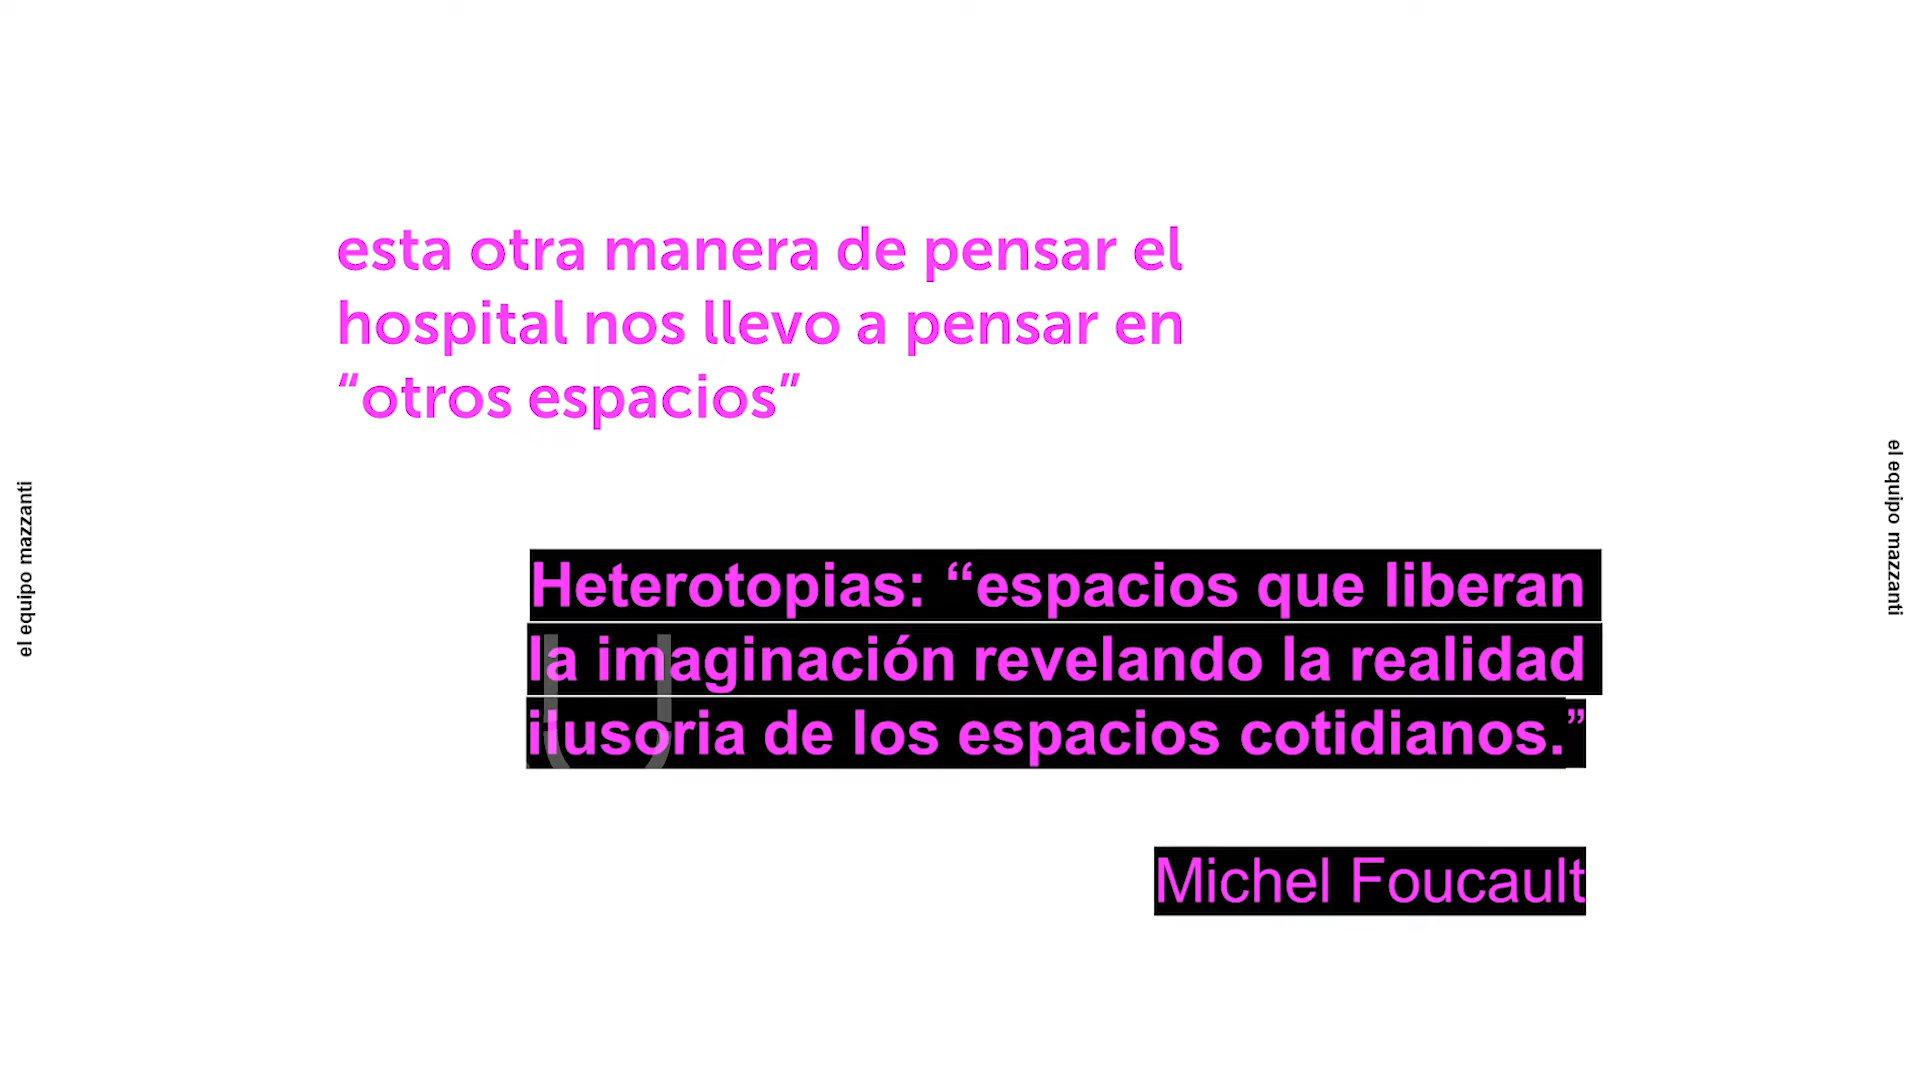 esta otra manera de pensar el
hospital nos llevo a pensar en
“otros espacios”
el equipo mazzanti
el equipo mazzanti
Heterotopias: “espacios que liberan
la imaginación revelando la realidad
ilusoria de los espacios cotidianos.”
Michel Foucault